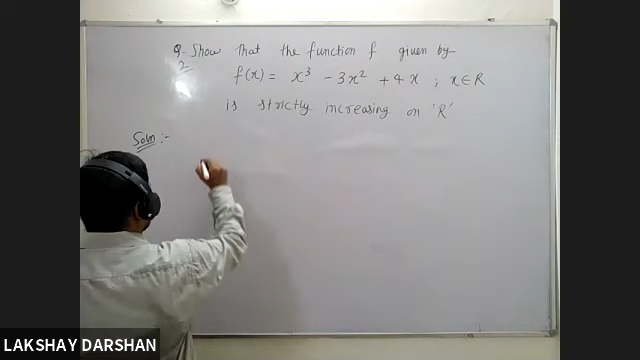 Q. Show that the function f given by
2
f(x) = x³ - 3x² + 4x ; x ∈ R
is strictly increasing on 'R'
Soln :-
LAKSHAY DARSHAN